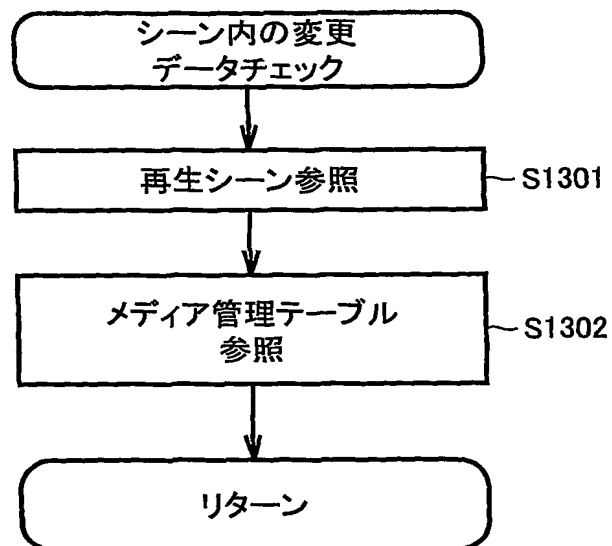 シーン内の変更
データチェック
再生シーン参照
S1301
メディア管理テーブル
参照
S1302
リターン